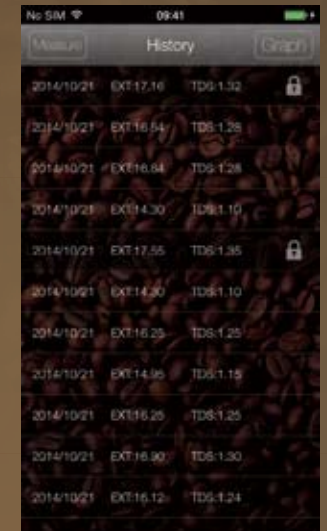 No SIM 09:41
Measure History Graph
2014/10/21 EXT:17.16 TDS:1.32
2014/10/21 EXT:16.64 TDS:1.28
2014/10/21 EXT:16.64 TDS:1.28
2014/10/21 EXT:14.30 TDS:1.10
2014/10/21 EXT:17.55 TDS:1.35
2014/10/21 EXT:14.30 TDS:1.10
2014/10/21 EXT:16.25 TDS:1.25
2014/10/21 EXT:14.95 TDS:1.15
2014/10/21 EXT:16.25 TDS:1.25
2014/10/21 EXT:16.90 TDS:1.30
2014/10/21 EXT:16.12 TDS:1.24